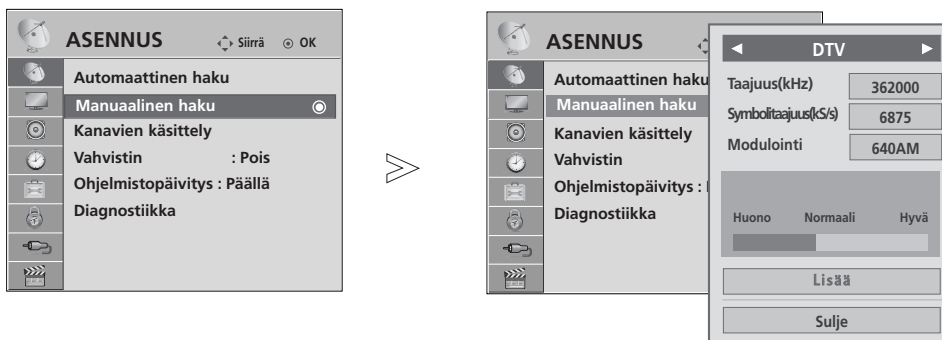 ASENNUS Siirrä OK
Automaattinen haku
Manuaalinen haku
Kanavien käsittely
Vahvistin : Pois
Ohjelmistopäivitys : Päällä
Diagnostiikka
>
ASENNUS
Automaattinen haku
Manuaalinen haku
Kanavien käsittely
Vahvistin
Ohjelmistopäivitys :
Diagnostiikka
◄ DTV ►
Taajuus(kHz) 362000
Symbolitaajuus(kS/s) 6875
Modulointi 640AM
Huono Normaali Hyvä
Lisää
Sulje